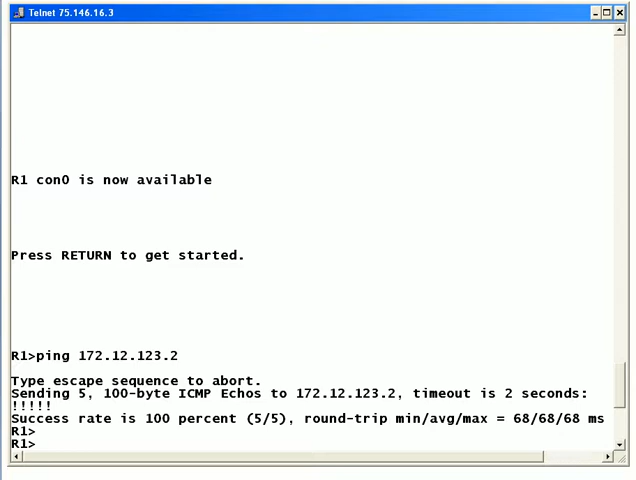 Telnet 75.146.16.3
R1 con0 is now available
Press RETURN to get started.
R1>ping 172.12.123.2
Type escape sequence to abort.
Sending 5, 100-byte ICMP Echos to 172.12.123.2, timeout is 2 seconds:
!!!!!
Success rate is 100 percent (5/5), round-trip min/avg/max = 68/68/68 ms
R1>
R1>